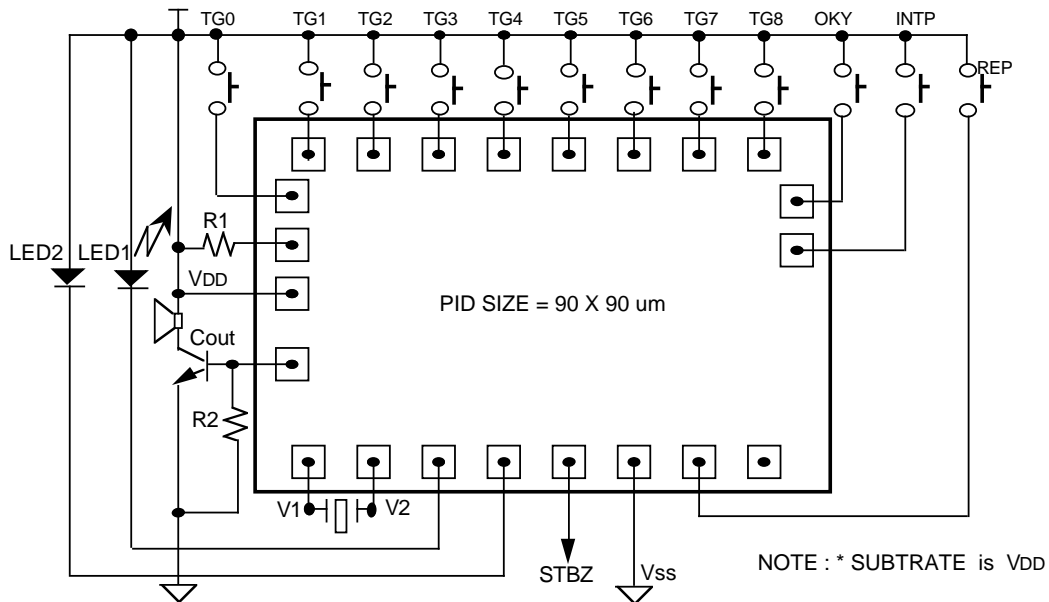 TG0 TG1 TG2 TG3 TG4 TG5 TG6 TG7 TG8 OKY INTP
REP
R1
LED2 LED1
VDD
PID SIZE = 90 X 90 um
Cout
R2
V1 V2
STBZ
Vss
NOTE : * SUBTRATE is VDD